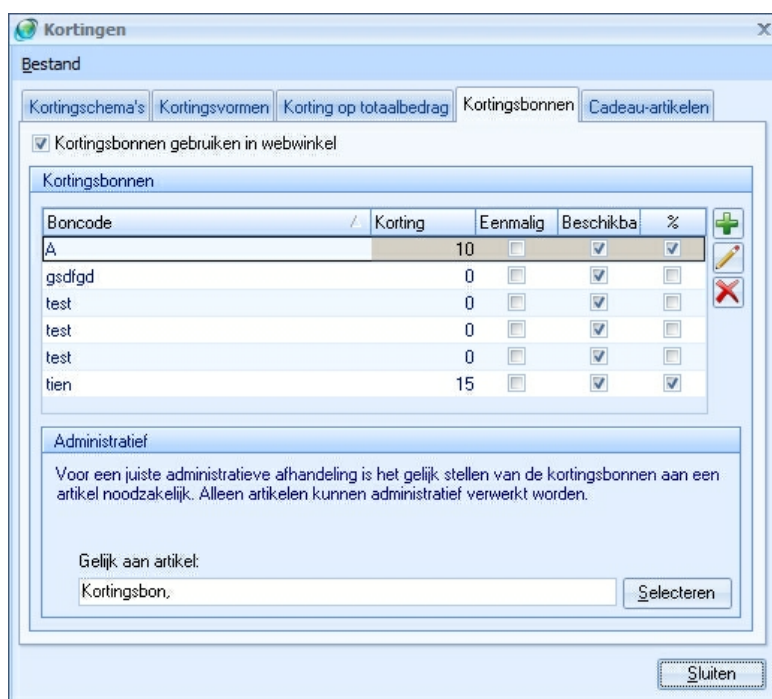 Kortingen
Bestand
Kortingschema's Kortingsvormen Korting op totaalbedrag Kortingsbonnen Cadeau-artikelen
Kortingsbonnen gebruiken in webwinkel
Kortingsbonnen
Boncode Korting Eenmalig Beschikba %
A 10
gsdfgd 0
test 0
test 0
test 0
tien 15
Administratief
Voor een juiste administratieve afhandeling is het gelijk stellen van de kortingsbonnen aan een
artikel noodzakelijk. Alleen artikelen kunnen administratief verwerkt worden.
Gelijk aan artikel:
Kortingsbon, Selecteren
Sluiten